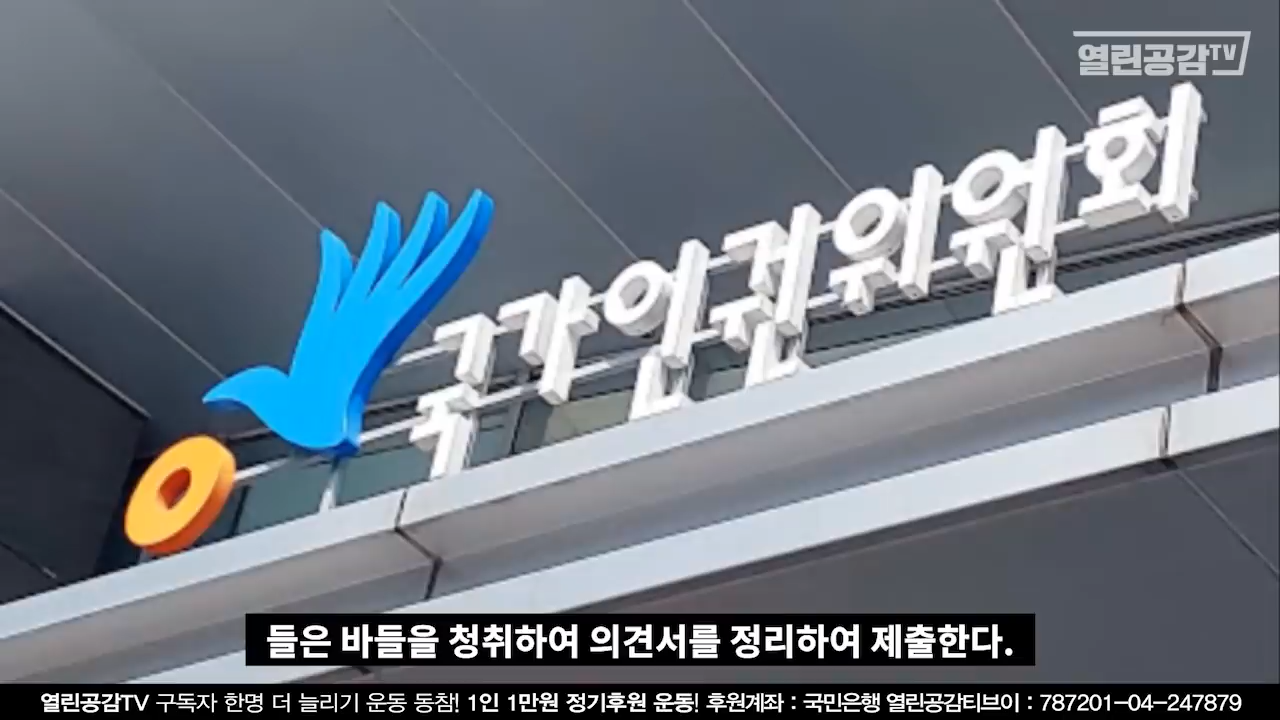 열린공감TV
국가인권위원회
들은 바들을 청취하여 의견서를 정리하여 제출한다.
열린공감TV 구독자 한명 더 늘리기 운동 동참! 1인 1만원 정기후원 운동! 후원계좌 : 국민은행 열린공감티브이 : 787201-04-247879